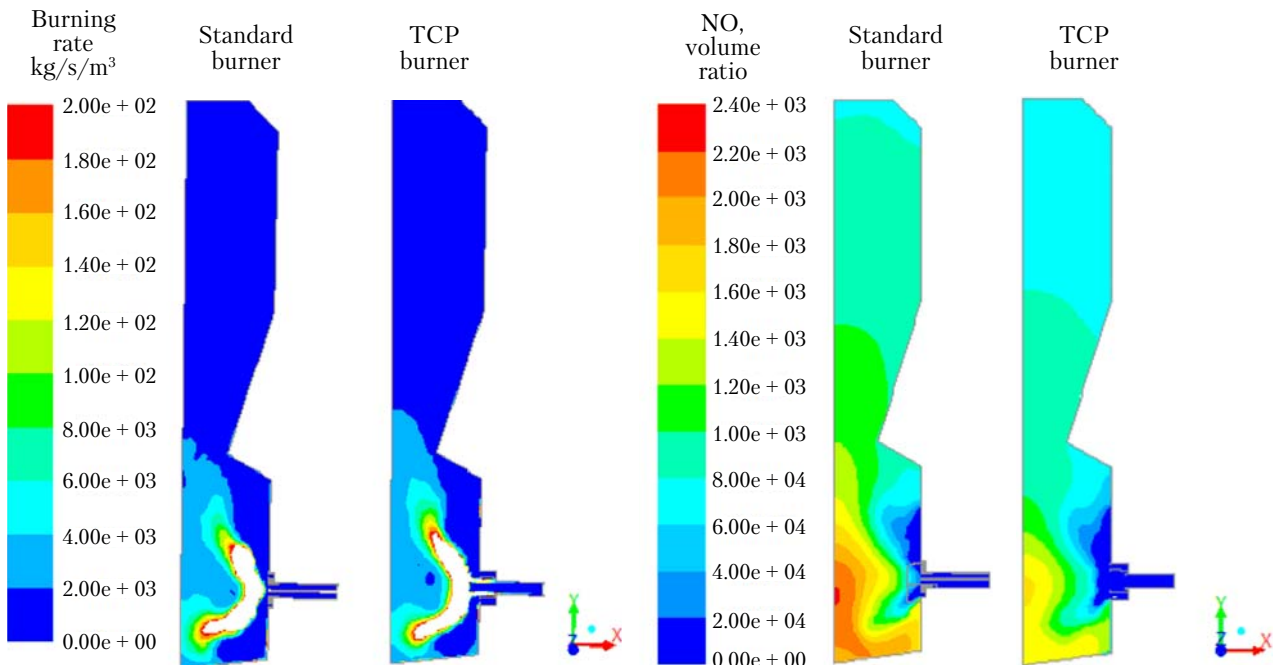 Burning
rate
kg/s/m³
Standard
burner
TCP
burner
2.00e + 02
1.80e + 02
1.60e + 02
1.40e + 02
1.20e + 02
1.00e + 02
8.00e + 03
6.00e + 03
4.00e + 03
2.00e + 03
0.00e + 00
Y
Z
X
NO,
volume
ratio
Standard
burner
TCP
burner
2.40e + 03
2.20e + 03
2.00e + 03
1.80e + 03
1.60e + 03
1.40e + 03
1.20e + 03
1.00e + 03
8.00e + 04
6.00e + 04
4.00e + 04
2.00e + 04
0.00e + 00
Y
Z
X